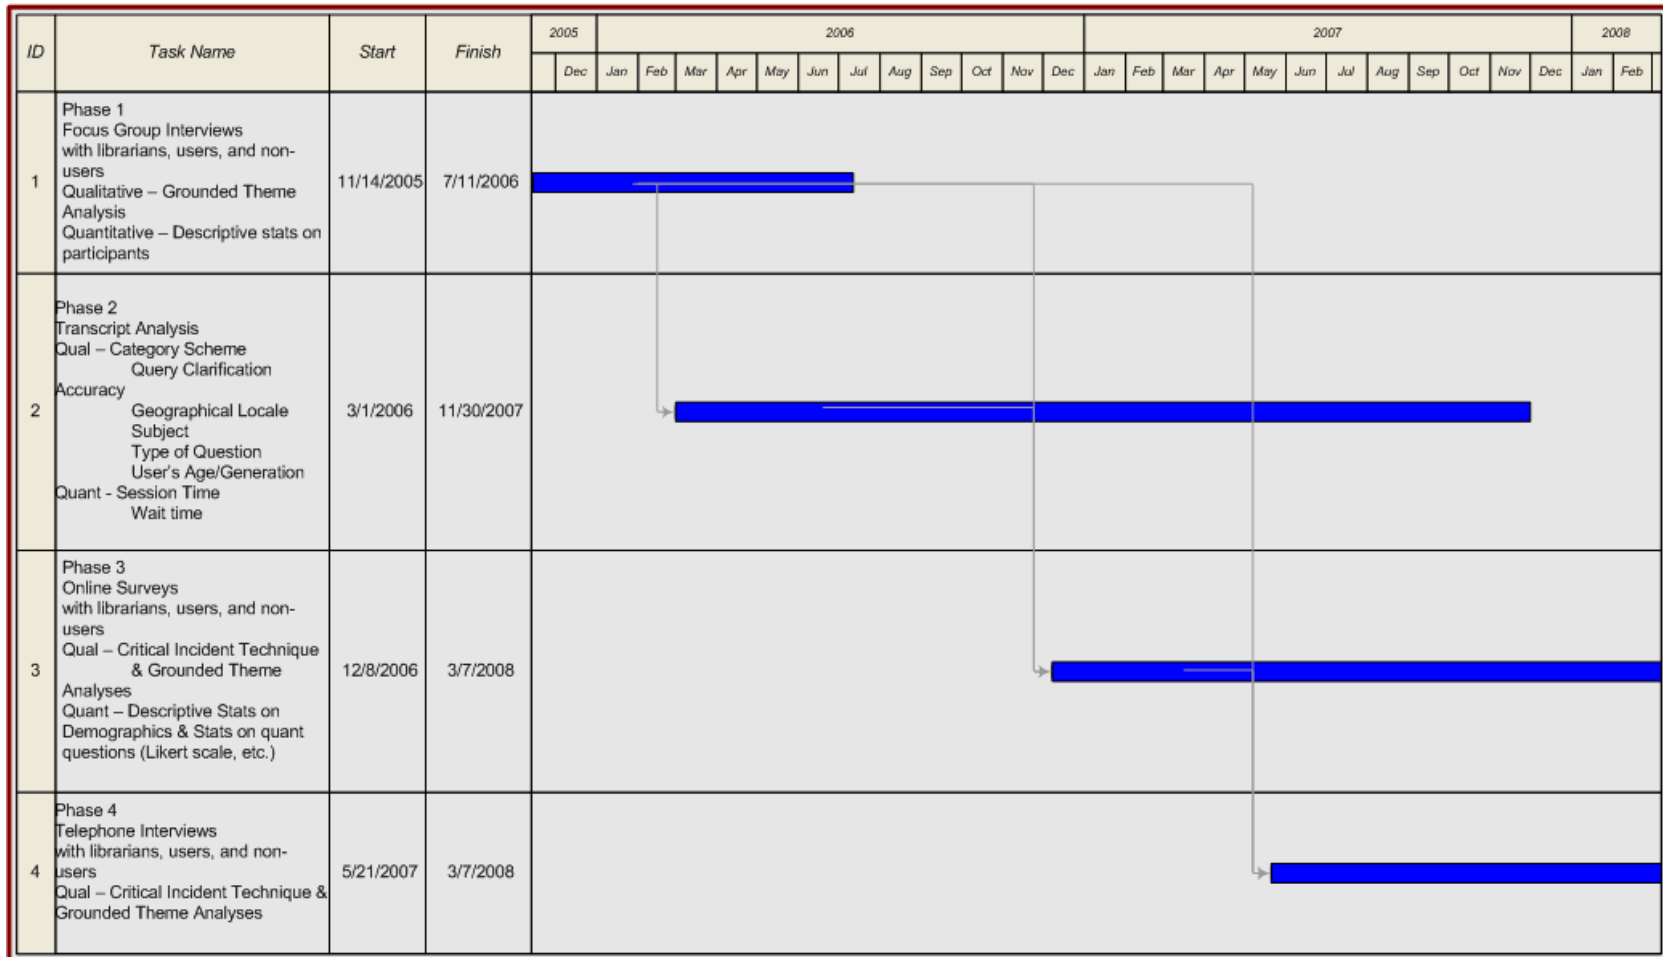 ID Task Name Start Finish 2005 2006 2007 2008
Dec Jan Feb Mar Apr May Jun Jul Aug Sep Oct Nov Dec Jan Feb Mar Apr May Jun Jul Aug Sep Oct Nov Dec Jan Feb
1
Phase 1
Focus Group Interviews
with librarians, users, and non-
users
Qualitative – Grounded Theme
Analysis
Quantitative – Descriptive stats on
participants
11/14/2005 7/11/2006
2
Phase 2
Transcript Analysis
Qual – Category Scheme
Query Clarification
Accuracy
Geographical Locale
Subject
Type of Question
User's Age/Generation
Quant - Session Time
Wait time
3/1/2006 11/30/2007
3
Phase 3
Online Surveys
with librarians, users, and non-
users
Qual – Critical Incident Technique
& Grounded Theme
Analyses
Quant – Descriptive Stats on
Demographics & Stats on quant
questions (Likert scale, etc.)
12/8/2006 3/7/2008
4
Phase 4
Telephone Interviews
with librarians, users, and non-
users
Qual – Critical Incident Technique &
Grounded Theme Analyses
5/21/2007 3/7/2008